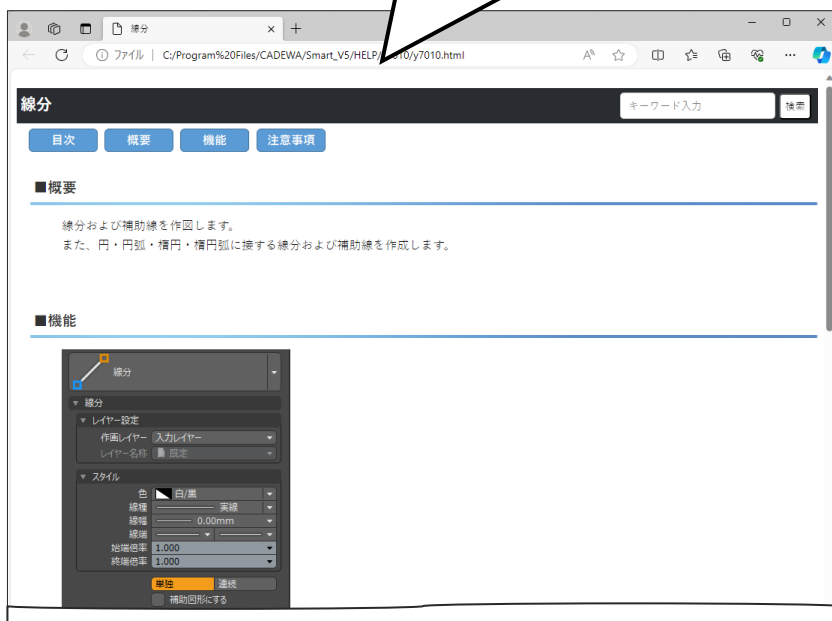 線分
ファイル | C:/Program%20Files/CADEWA/Smart_V5/HELP/ 010/y7010.html
線分
キーワード入力
検索
目次
概要
機能
注意事項
■概要
線分および補助線を作図します。
また、円・円弧・楕円・楕円弧に接する線分および補助線を作成します。
■機能
線分
線分
レイヤー設定
作画レイヤー 入力レイヤー
レイヤー名称 既定
スタイル
色 白/黒
線種 実線
線幅 0.00mm
線端
始端倍率 1.000
終端倍率 1.000
単独 連続
補助図形にする